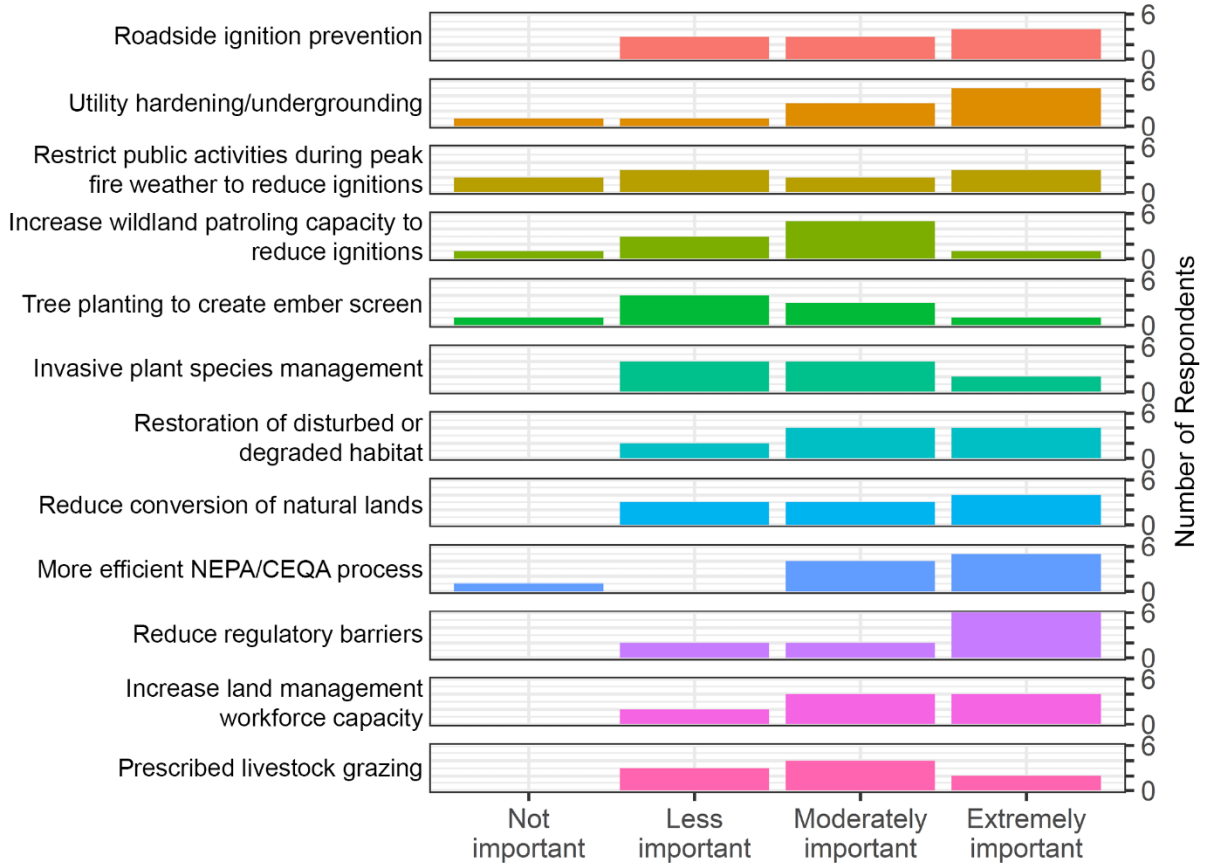 Roadside ignition prevention
6
0
Utility hardening/undergrounding
6
0
Restrict public activities during peak
fire weather to reduce ignitions
6
0
Increase wildland patroling capacity to
reduce ignitions
6
0
Tree planting to create ember screen
6
0
Invasive plant species management
6
0
Restoration of disturbed or
degraded habitat
6
0
Reduce conversion of natural lands
6
0
More efficient NEPA/CEQA process
6
0
Reduce regulatory barriers
6
0
Increase land management
workforce capacity
6
0
Prescribed livestock grazing
6
0
Number of Respondents
Not
important
Less
important
Moderately
important
Extremely
important